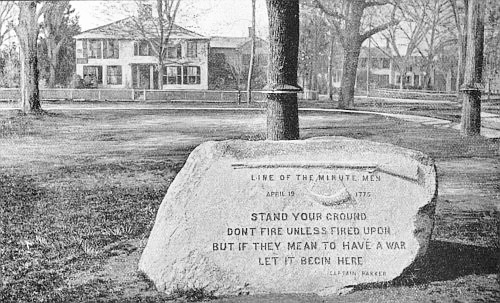 LINE OF THE MINUTE MEN
APRIL 19 1775
STAND YOUR GROUND
DONT FIRE UNLESS FIRED UPON
BUT IF THEY MEAN TO HAVE A WAR
LET IT BEGIN HERE
CAPTAIN PARKER